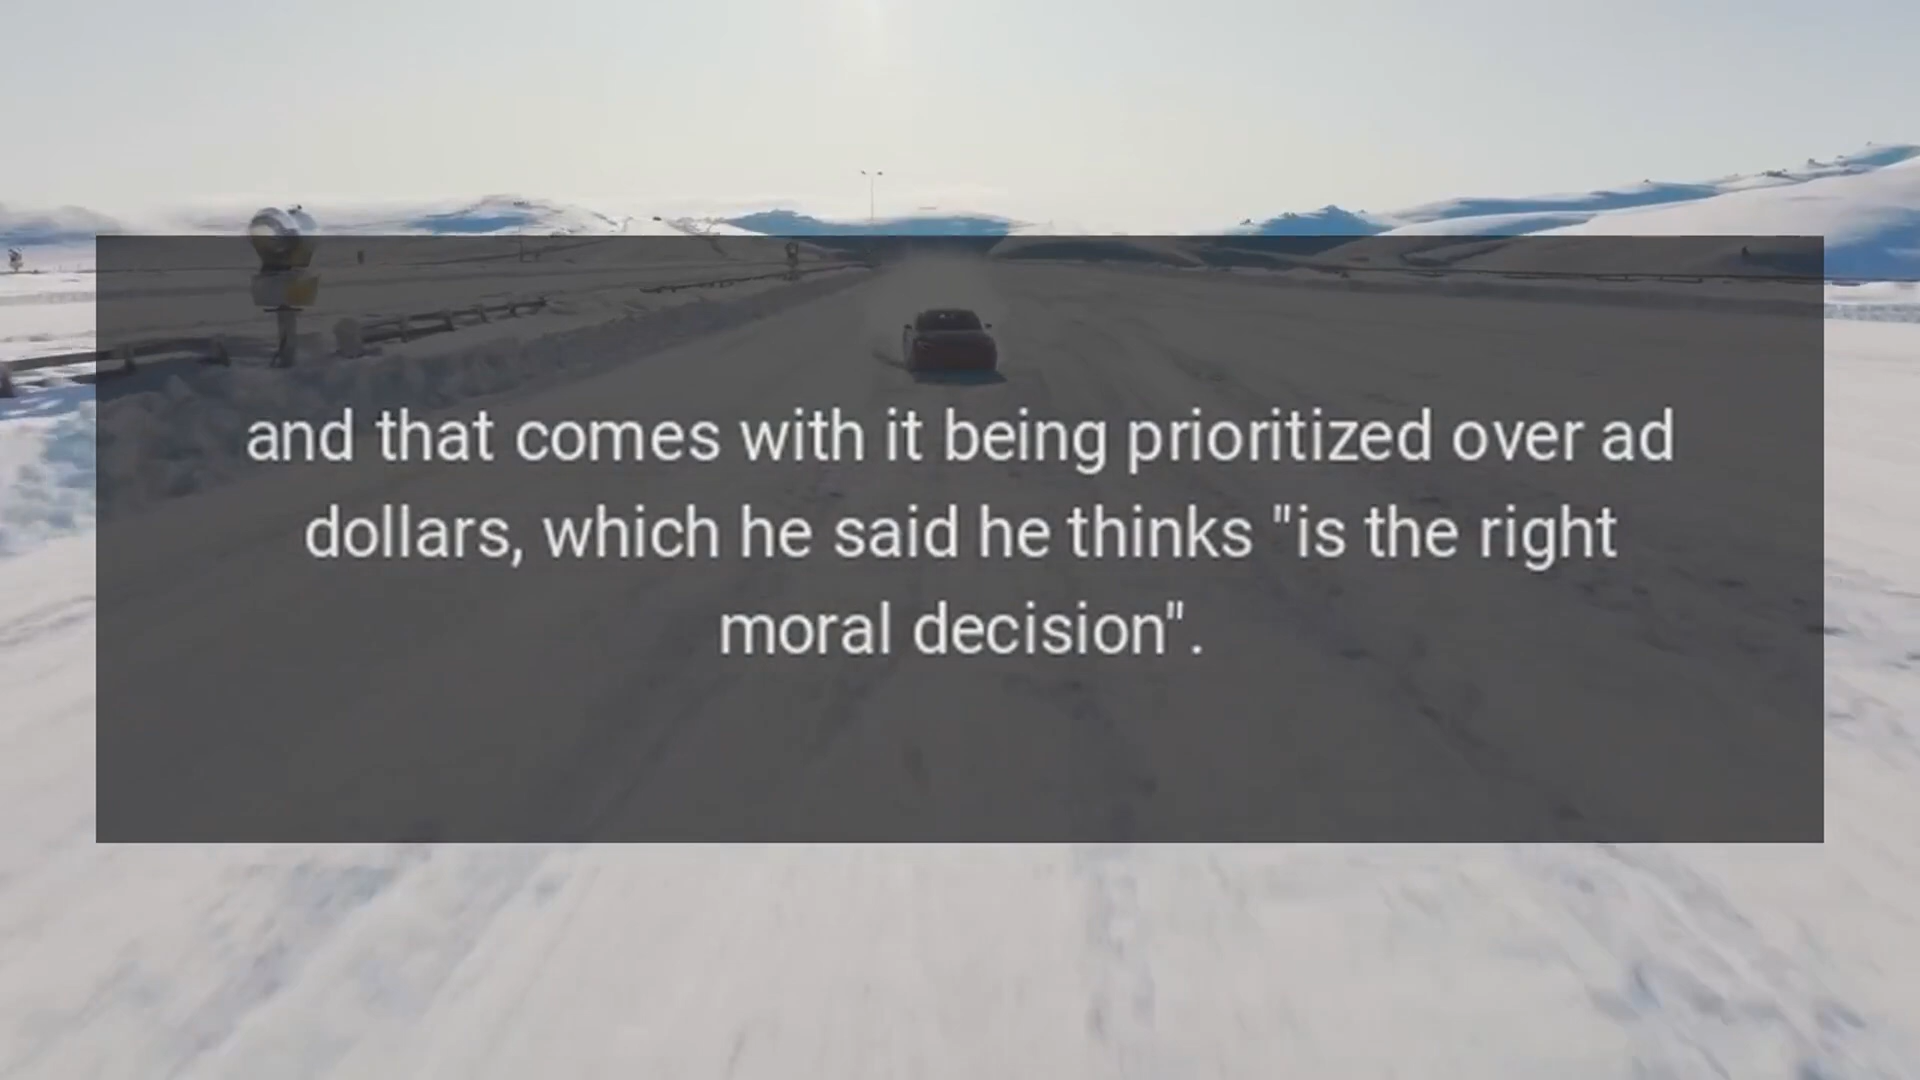 and that comes with it being prioritized over ad
dollars, which he said he thinks "is the right
moral decision".